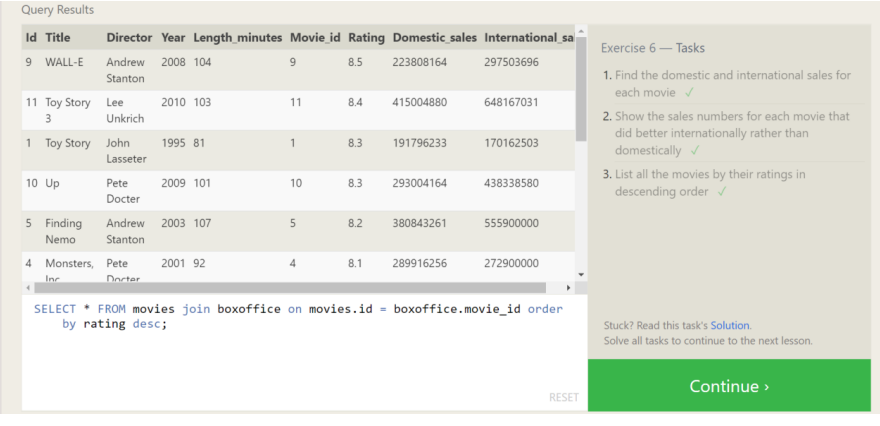 Query Results
Id Title Director Year Length_minutes Movie_id Rating Domestic_sales International_sa
9 WALL-E Andrew 2008 104 9 8.5 223808164 297503696
Stanton
11 Toy Story Lee 2010 103 11 8.4 415004880 648167031
3 Unkrich
1 Toy Story John 1995 81 1 8.3 191796233 170162503
Lasseter
10 Up Pete 2009 101 10 8.3 293004164 438338580
Docter
5 Finding Andrew 2003 107 5 8.2 380843261 555900000
Nemo Stanton
4 Monsters, Pete 2001 92 4 8.1 289916256 272900000
Inc. Docter
SELECT * FROM movies join boxoffice on movies.id = boxoffice.movie_id order
by rating desc;
RESET
Exercise 6 — Tasks
1. Find the domestic and international sales for
each movie ✓
2. Show the sales numbers for each movie that
did better internationally rather than
domestically ✓
3. List all the movies by their ratings in
descending order ✓
Stuck? Read this task's Solution.
Solve all tasks to continue to the next lesson.
Continue ›